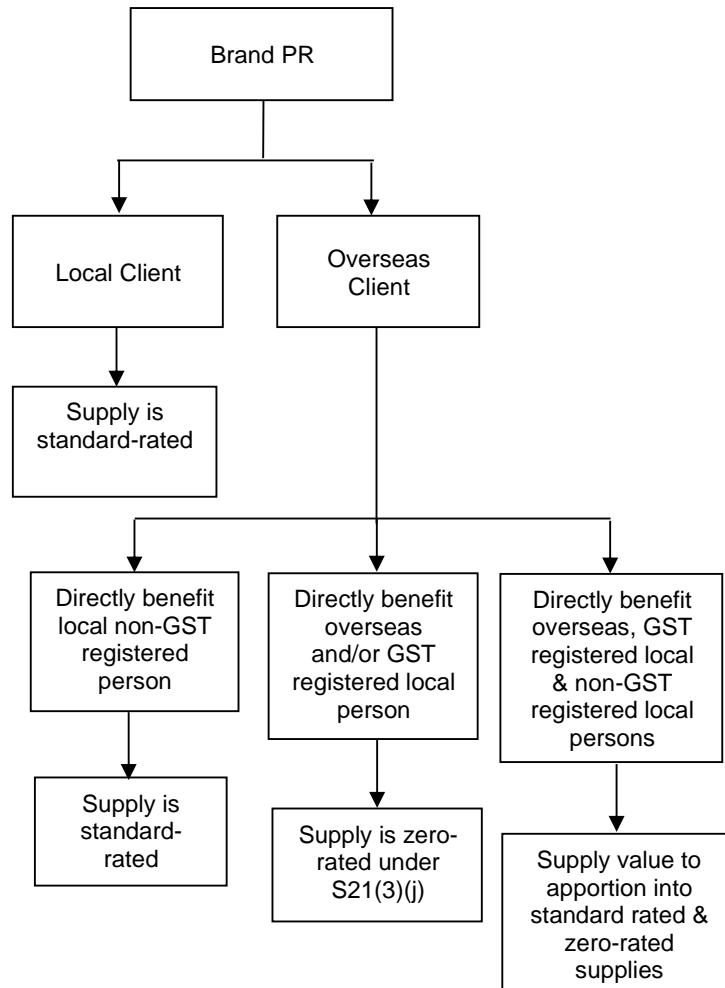 Brand PR
Local Client
Overseas
Client
Supply is
standard-rated
Directly benefit
local non-GST
registered
person
Directly benefit
overseas
and/or GST
registered local
person
Directly benefit
overseas, GST
registered local
& non-GST
registered local
persons
Supply is
standard-
rated
Supply is zero-
rated under
S21(3)(j)
Supply value to
apportion into
standard rated &
zero-rated
supplies